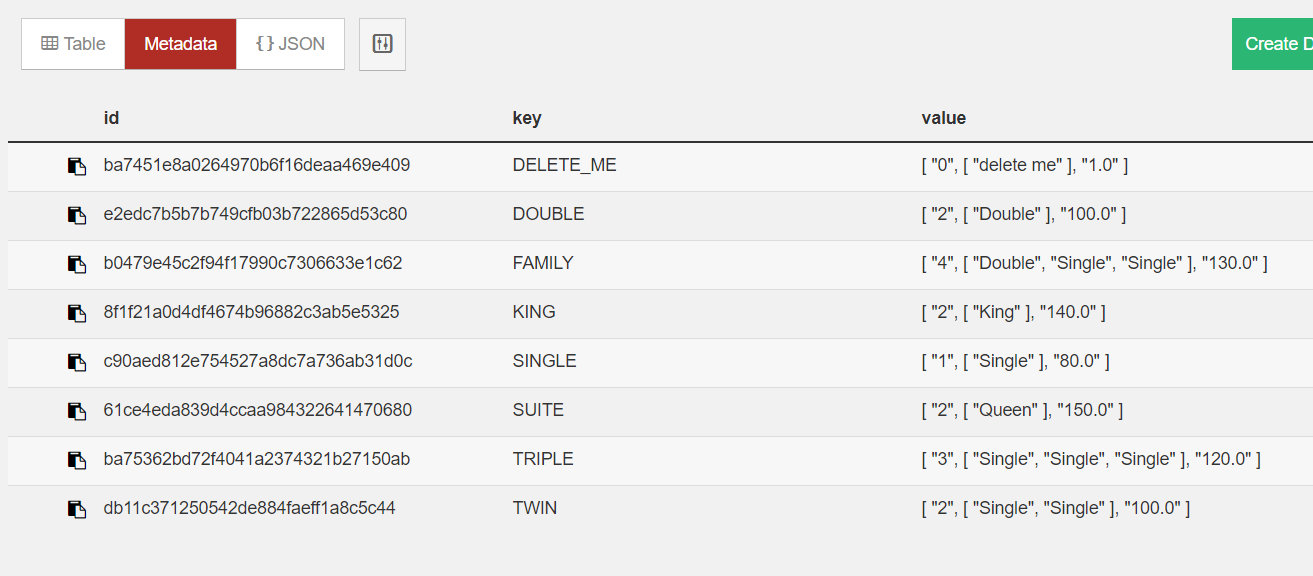 Table Metadata {} JSON Create D
id key value
ba7451e8a0264970b6f16deaa469e409 DELETE_ME [ "0", [ "delete me" ], "1.0" ]
e2edc7b5b7b749cfb03b722865d53c80 DOUBLE [ "2", [ "Double" ], "100.0" ]
b0479e45c2f94f17990c7306633e1c62 FAMILY [ "4", [ "Double", "Single", "Single" ], "130.0" ]
8f1f21a0d4df4674b96882c3ab5e5325 KING [ "2", [ "King" ], "140.0" ]
c90aed812e754527a8dc7a736ab31d0c SINGLE [ "1", [ "Single" ], "80.0" ]
61ce4eda839d4ccaa984322641470680 SUITE [ "2", [ "Queen" ], "150.0" ]
ba75362bd72f4041a2374321b27150ab TRIPLE [ "3", [ "Single", "Single", "Single" ], "120.0" ]
db11c371250542de884faeff1a8c5c44 TWIN [ "2", [ "Single", "Single" ], "100.0" ]